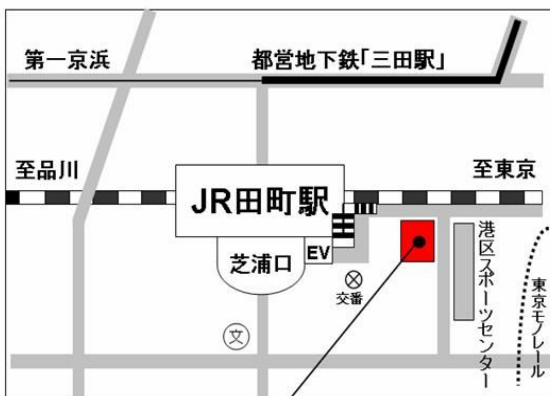 第一京浜
都営地下鉄「三田駅」
至品川
至東京
JR田町駅
芝浦口
EV
交番
文
港区スポーツセンター
東京モノレール